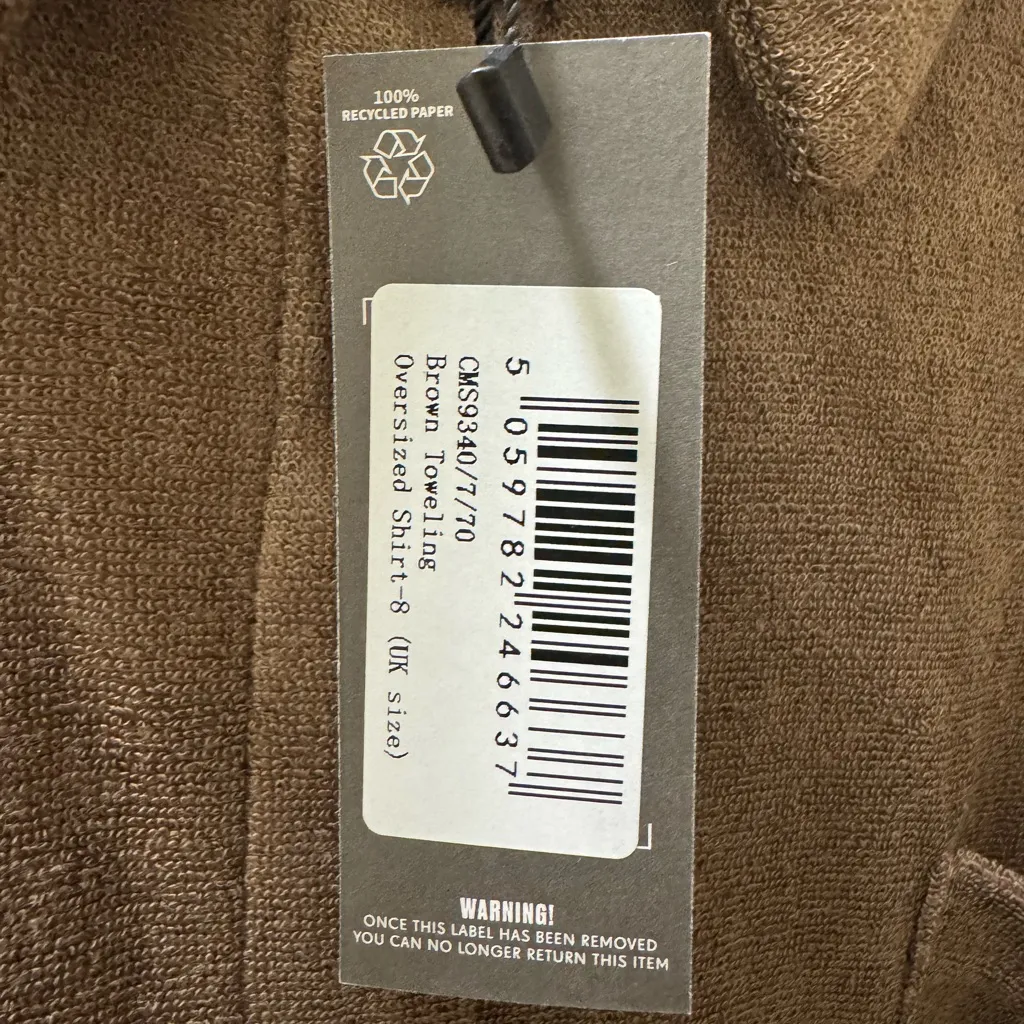 100%
RECYCLED PAPER
5 059782 246637
CMS9340/7/70
Brown Toweling
Oversized Shirt-8 (UK size)
WARNING!
ONCE THIS LABEL HAS BEEN REMOVED
YOU CAN NO LONGER RETURN THIS ITEM